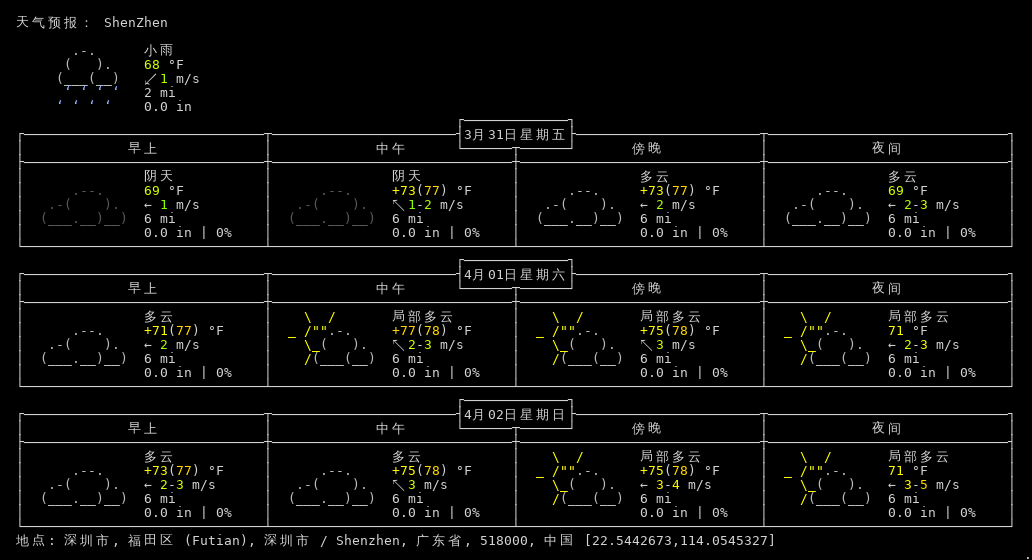 天气预报： ShenZhen
小雨
68 °F
↙ 1 m/s
2 mi
0.0 in
3月31日星期五
早上 中午 傍晚 夜间
阴天 阴天 多云 多云
69 °F +73(77) °F +73(77) °F 69 °F
← 1 m/s ↖ 1-2 m/s ← 2 m/s ← 2-3 m/s
6 mi 6 mi 6 mi 6 mi
0.0 in | 0% 0.0 in | 0% 0.0 in | 0% 0.0 in | 0%
4月01日星期六
早上 中午 傍晚 夜间
多云 局部多云 局部多云 局部多云
+71(77) °F +77(78) °F +75(78) °F 71 °F
← 2 m/s ↖ 2-3 m/s ↖ 3 m/s ← 2-3 m/s
6 mi 6 mi 6 mi 6 mi
0.0 in | 0% 0.0 in | 0% 0.0 in | 0% 0.0 in | 0%
4月02日星期日
早上 中午 傍晚 夜间
多云 多云 局部多云 局部多云
+73(77) °F +75(78) °F +75(78) °F 71 °F
← 2-3 m/s ↖ 3 m/s ← 3-4 m/s ← 3-5 m/s
6 mi 6 mi 6 mi 6 mi
0.0 in | 0% 0.0 in | 0% 0.0 in | 0% 0.0 in | 0%
地点: 深圳市, 福田区 (Futian), 深圳市 / Shenzhen, 广东省, 518000, 中国 [22.5442673,114.0545327]